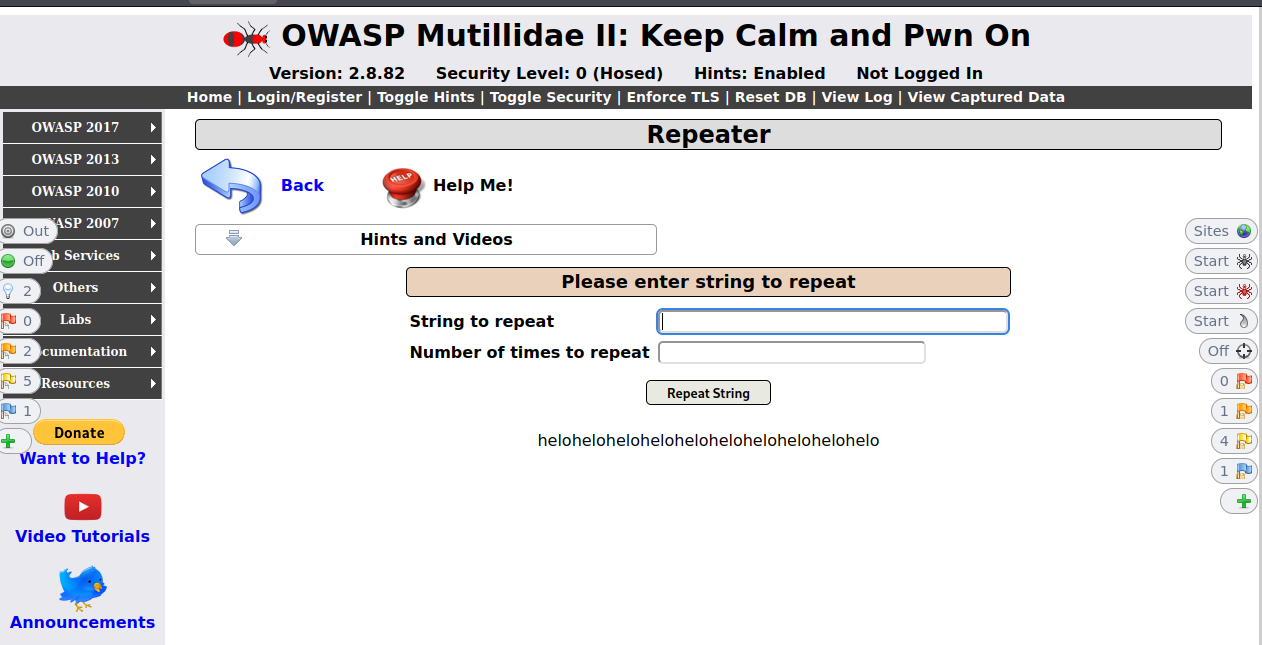 OWASP Mutillidae II: Keep Calm and Pwn On
Version: 2.8.82 Security Level: 0 (Hosed) Hints: Enabled Not Logged In
Home | Login/Register | Toggle Hints | Toggle Security | Enforce TLS | Reset DB | View Log | View Captured Data
OWASP 2017
OWASP 2013
OWASP 2010
ASP 2007
b Services
Others
Labs
cumentation
Resources
Out
Off
2
0
2
5
1
Donate
Want to Help?
Video Tutorials
Announcements
Repeater
Back
HELP
Help Me!
Hints and Videos
Please enter string to repeat
String to repeat
Number of times to repeat
Repeat String
helohelohelohelohelohelohelohelohelohelo
Sites
Start
Start
Start
Off
0
1
4
1